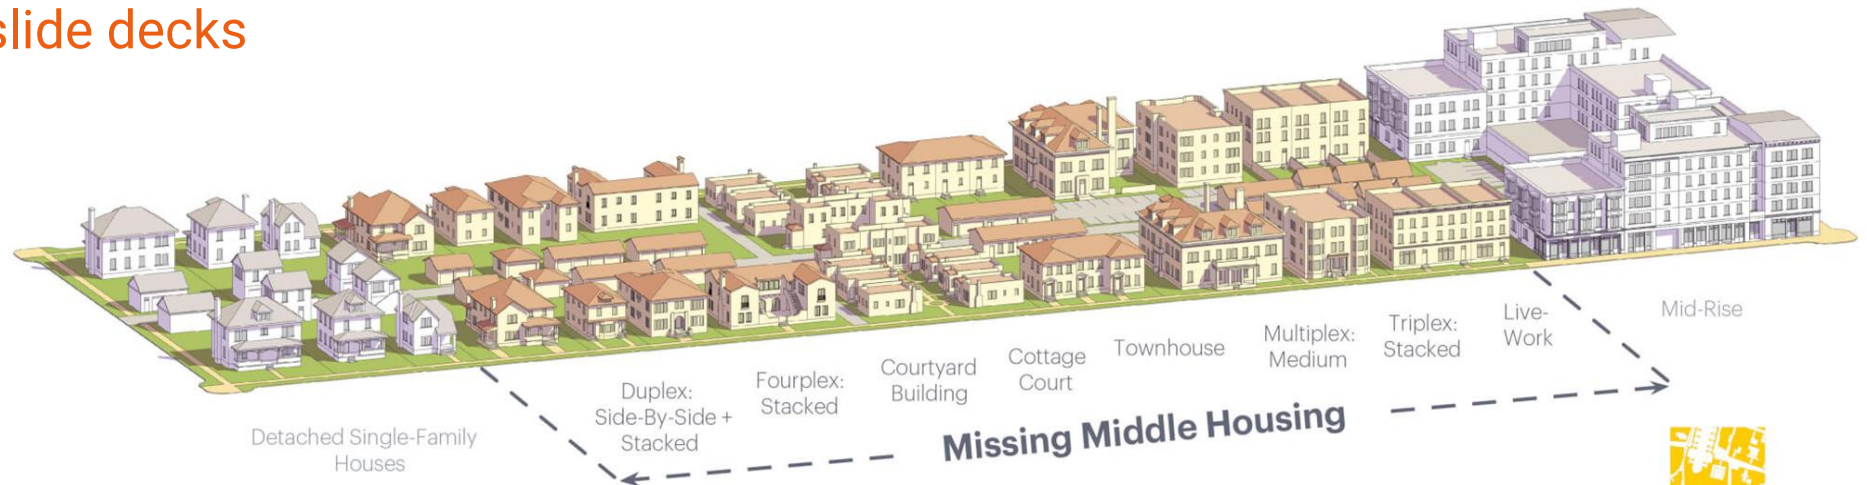 slide decks
Detached Single-Family
Houses
Duplex:
Side-By-Side +
Stacked
Fourplex:
Stacked
Courtyard
Building
Cottage
Court
Townhouse
Multiplex:
Medium
Triplex:
Stacked
Live-
Work
Mid-Rise
Missing Middle Housing